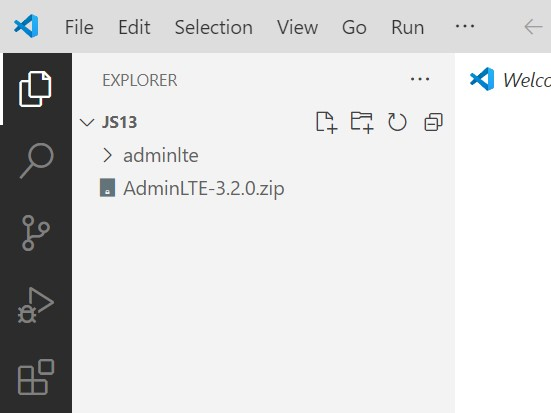 File Edit Selection View Go Run ···
EXPLORER ···
JS13
adminlte
AdminLTE-3.2.0.zip